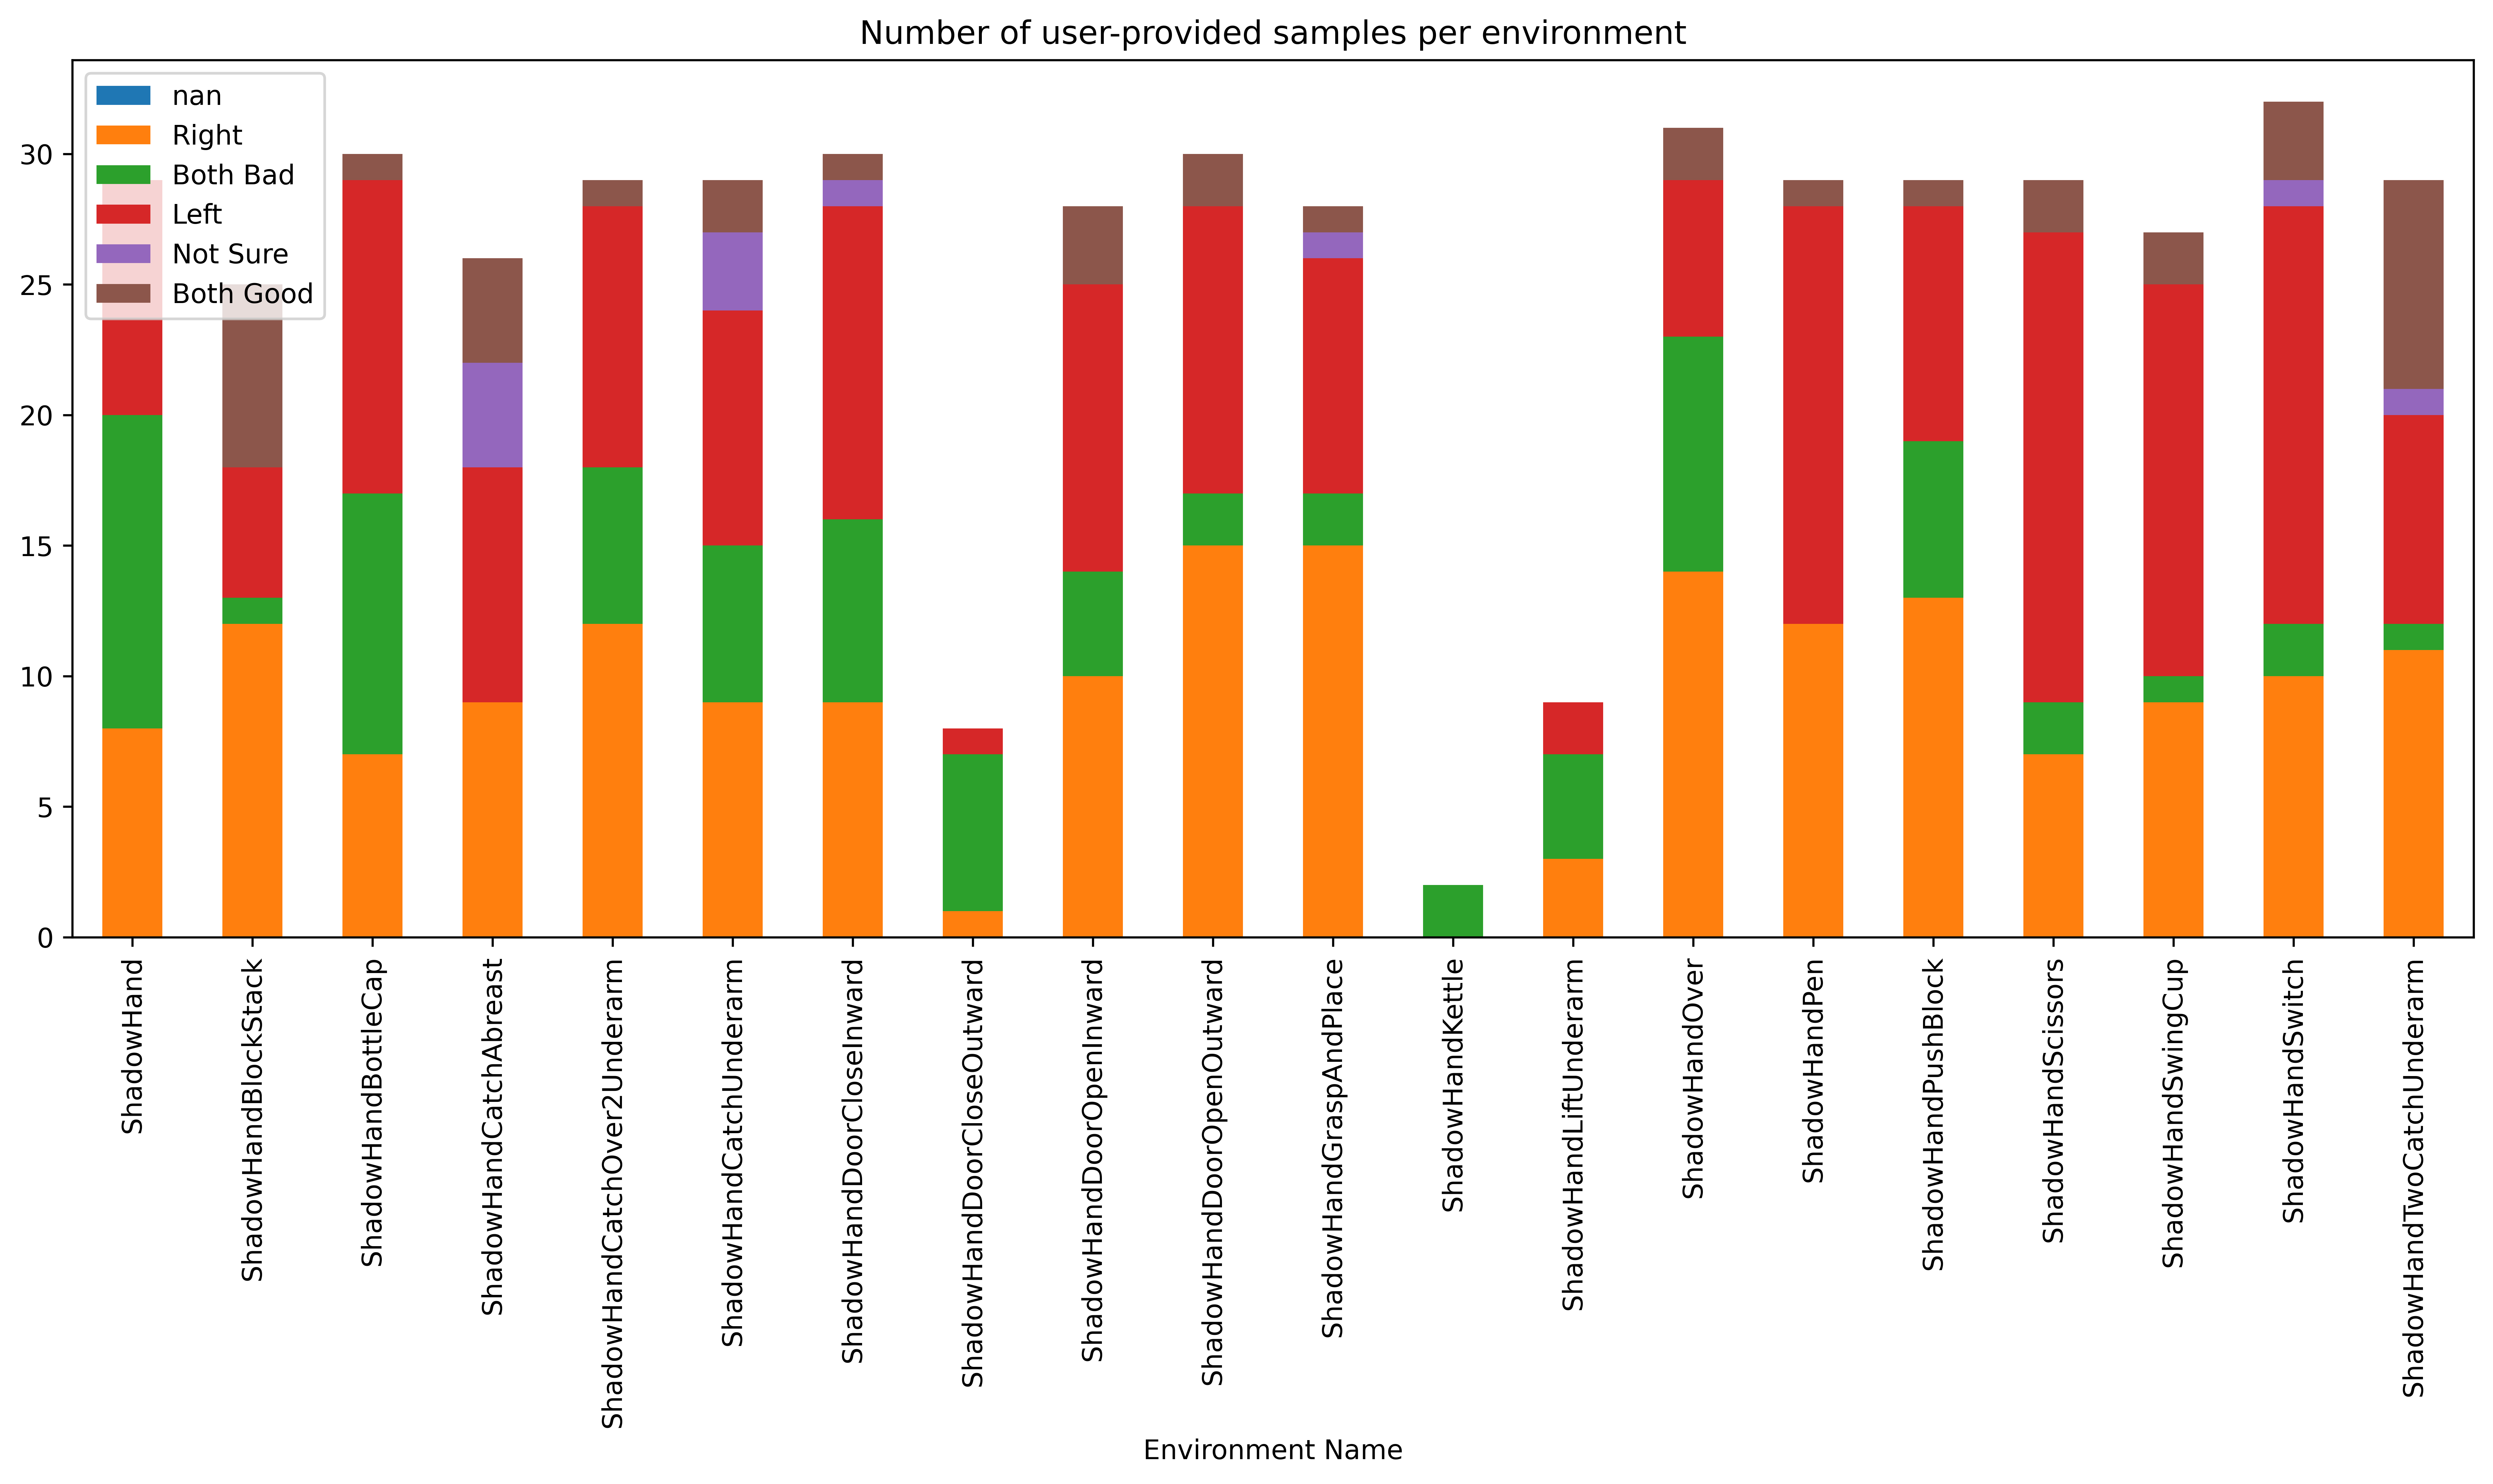 Number of user-provided samples per environment
nan
Right
Both Bad
Left
Not Sure
Both Good
30
25
20
15
10
5
0
ShadowHand
ShadowHandBlockStack
ShadowHandBottleCap
ShadowHandCatchAbreast
ShadowHandCatchOver2Underarm
ShadowHandCatchUnderarm
ShadowHandDoorCloseInward
ShadowHandDoorCloseOutward
ShadowHandDoorOpenInward
ShadowHandDoorOpenOutward
ShadowHandGraspAndPlace
ShadowHandKettle
ShadowHandLiftUnderarm
ShadowHandOver
ShadowHandPen
ShadowHandPushBlock
ShadowHandScissors
ShadowHandSwingCup
ShadowHandSwitch
ShadowHandTwoCatchUnderarm
Environment Name